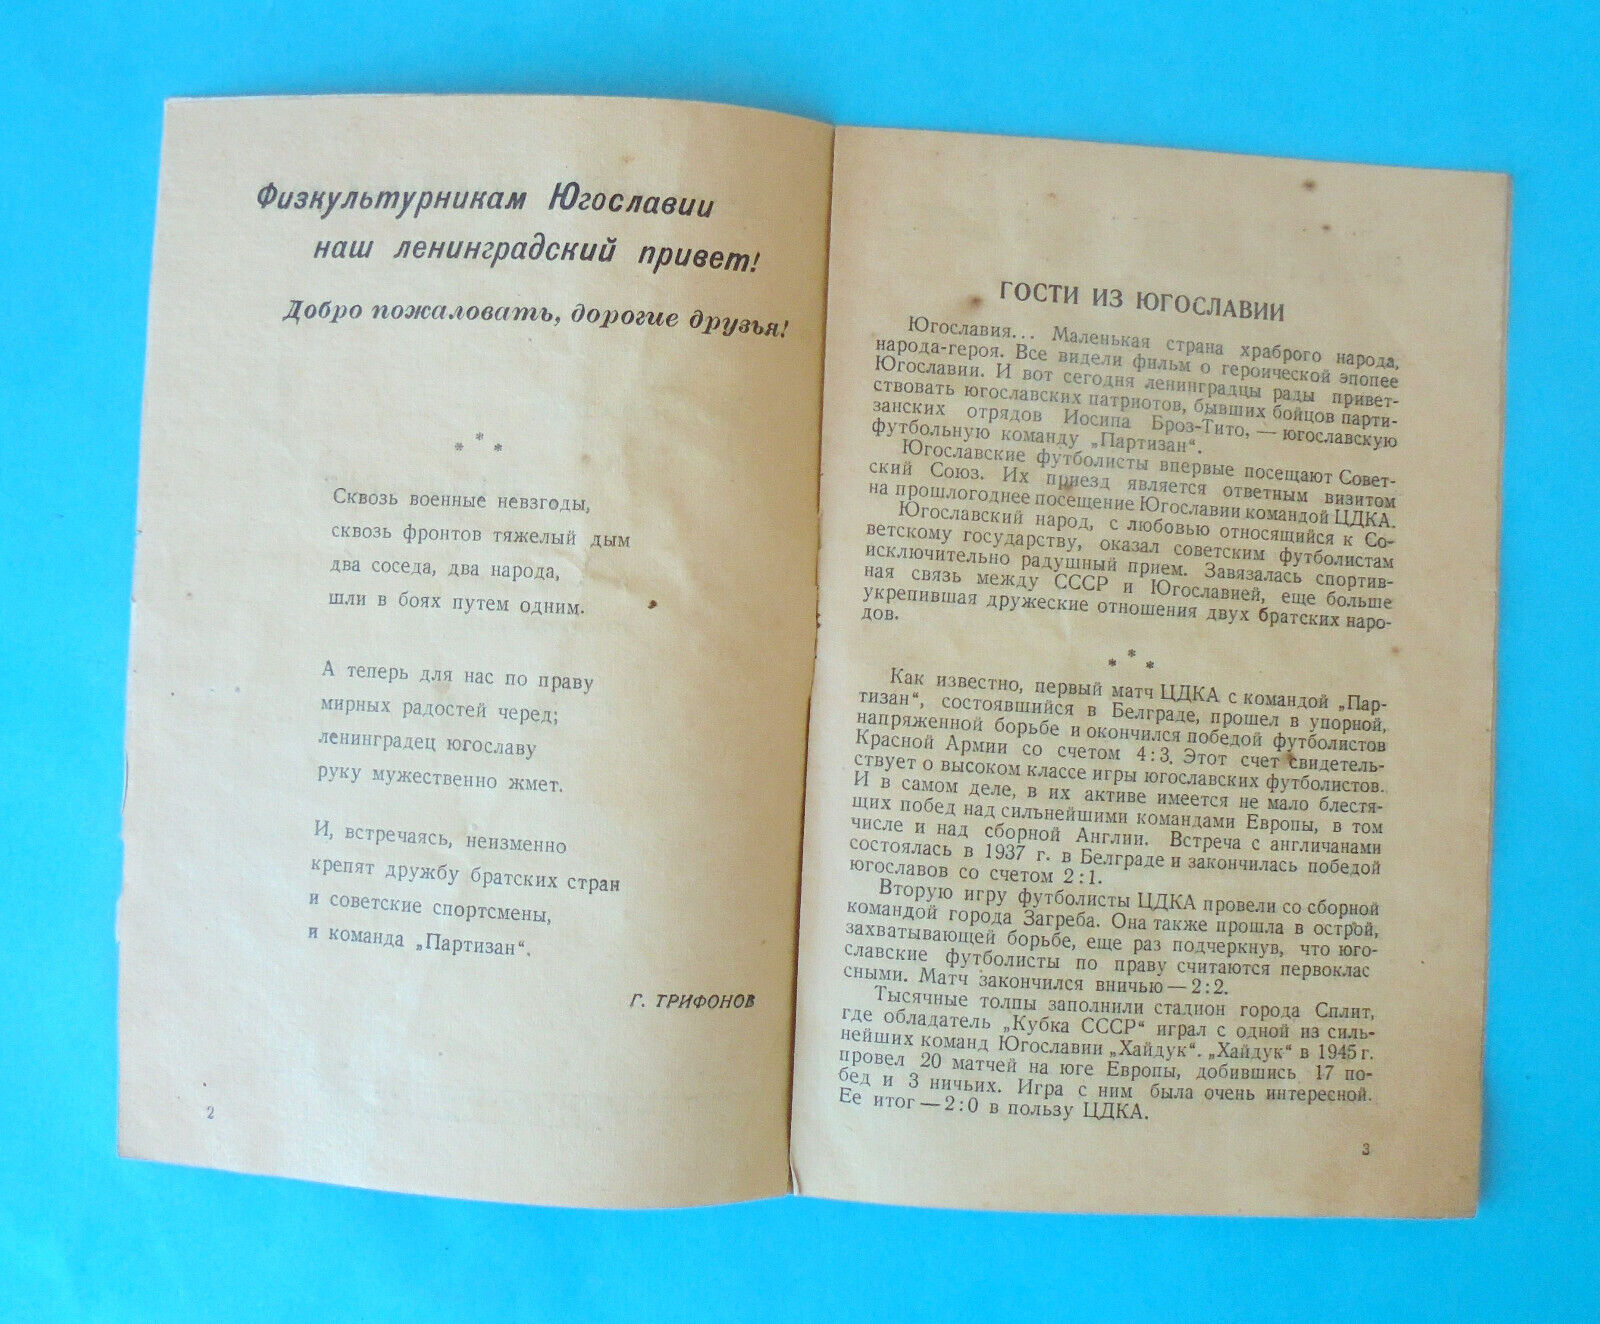 Физкультурникам Югославии
наш ленинградский привет!
Добро пожаловать, дорогие друзья!
* * *
Сквозь военные невзгоды,
сквозь фронтов тяжелый дым
два соседа, два народа,
шли в боях путем одним.
А теперь для нас по праву
мирных радостей черед;
ленинградец югославу
руку мужественно жмет.
И, встречаясь, неизменно
крепят дружбу братских стран
и советские спортсмены,
и команда „Партизан“.
Г. ТРИФОНОВ
2
ГОСТИ ИЗ ЮГОСЛАВИИ
Югославия... Маленькая страна храброго народа,
народа-героя. Все видели фильм о героической эпопее
Югославии. И вот сегодня ленинградцы рады привет-
ствовать югославских патриотов, бывших бойцов парти-
занских отрядов Иосипа Броз-Тито, — югославскую
футбольную команду „Партизан“.
Югославские футболисты впервые посещают Совет-
ский Союз. Их приезд является ответным визитом
на прошлогоднее посещение Югославии командой ЦДКА.
Югославский народ, с любовью относящийся к Со-
ветскому государству, оказал советским футболистам
исключительно радушный прием. Завязалась спортив-
ная связь между СССР и Югославией, еще больше
укрепившая дружеские отношения двух братских наро-
дов.
* * *
Как известно, первый матч ЦДКА с командой „Пар-
тизан“, состоявшийся в Белграде, прошел в упорной,
напряженной борьбе и окончился победой футболистов
Красной Армии со счетом 4:3. Этот счет свидетель-
ствует о высоком классе игры югославских футболистов.
И в самом деле, в их активе имеется не мало блестя-
щих побед над сильнейшими командами Европы, в том
числе и над сборной Англии. Встреча с англичанами
состоялась в 1937 г. в Белграде и закончилась победой
югославов со счетом 2:1.
Вторую игру футболисты ЦДКА провели со сборной
командой города Загреба. Она также прошла в острой,
захватывающей борьбе, еще раз подчеркнув, что юго-
славские футболисты по праву считаются первоклас
сными. Матч закончился вничью — 2:2.
Тысячные толпы заполнили стадион города Сплит,
где обладатель „Кубка СССР“ играл с одной из силь-
нейших команд Югославии „Хайдук“. „Хайдук“ в 1945 г.
провел 20 матчей на юге Европы, добившись 17 по-
бед и 3 ничьих. Игра с ним была очень интересной.
Ее итог — 2:0 в пользу ЦДКА.
3